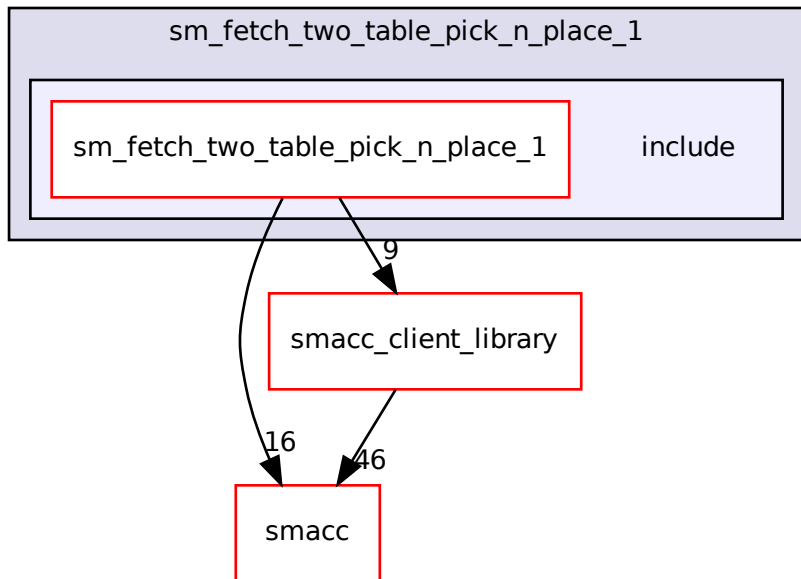 sm_fetch_two_table_pick_n_place_1
sm_fetch_two_table_pick_n_place_1
include
9
smacc_client_library
16
46
smacc